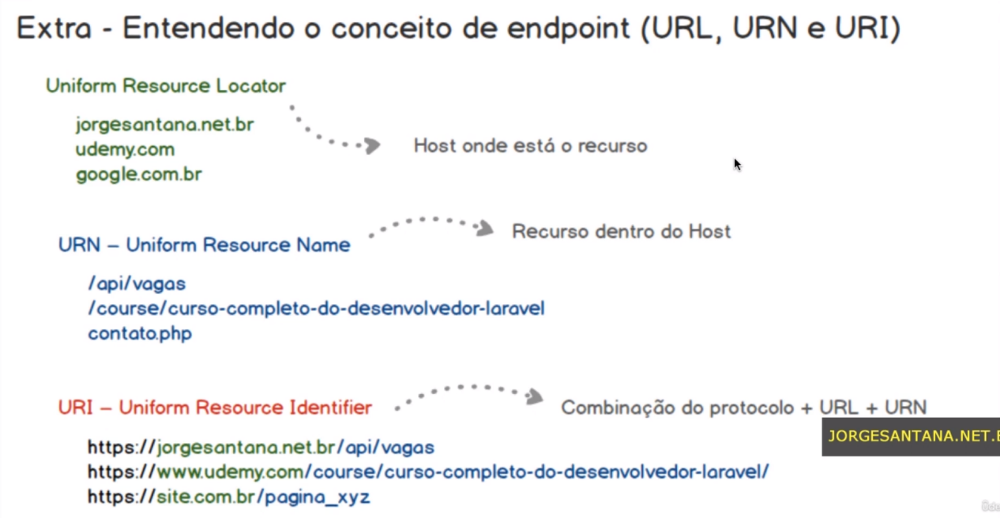 Extra - Entendendo o conceito de endpoint (URL, URN e URI)
Uniform Resource Locator
jorgesantana.net.br
udemy.com
google.com.br
Host onde está o recurso
URN – Uniform Resource Name
Recurso dentro do Host
/api/vagas
/course/curso-completo-do-desenvolvedor-laravel
contato.php
URI – Uniform Resource Identifier
Combinação do protocolo + URL + URN
JORGESANTANA.NET.
https://jorgesantana.net.br/api/vagas
https://www.udemy.com/course/curso-completo-do-desenvolvedor-laravel/
https://site.com.br/pagina_xyz